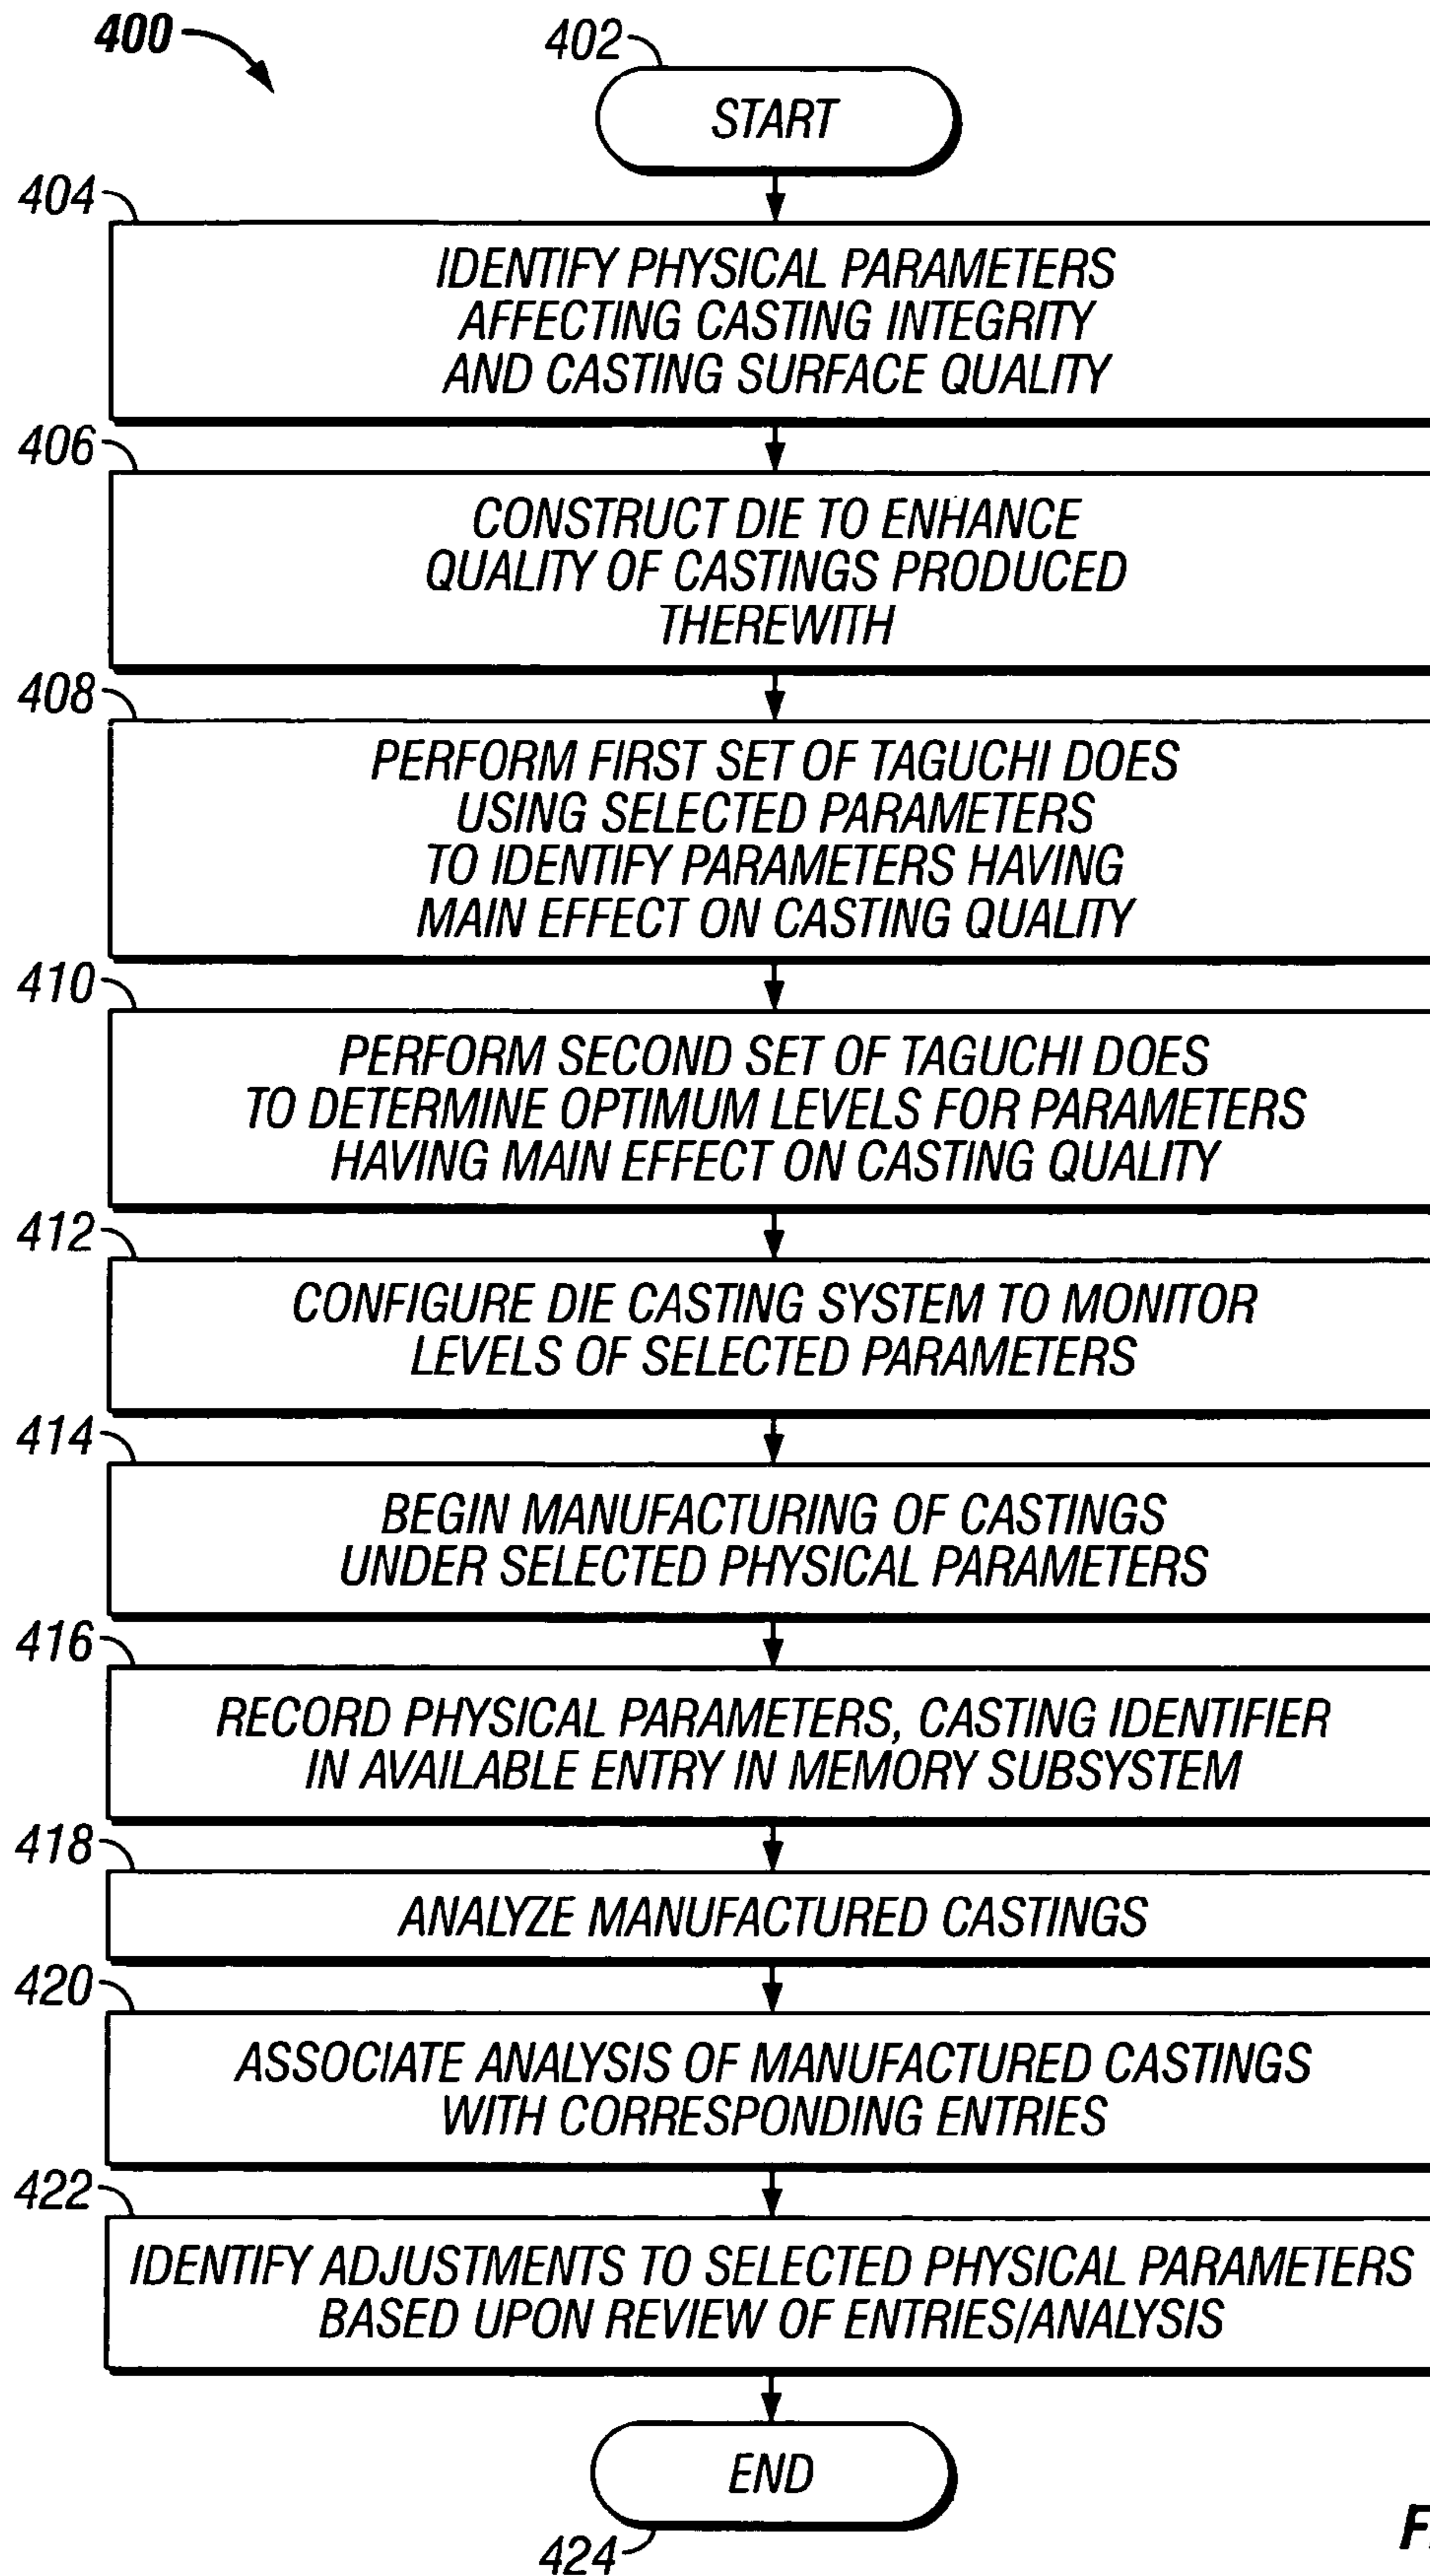 400
402
START
404
IDENTIFY PHYSICAL PARAMETERS
AFFECTING CASTING INTEGRITY
AND CASTING SURFACE QUALITY
406
CONSTRUCT DIE TO ENHANCE
QUALITY OF CASTINGS PRODUCED
THEREWITH
408
PERFORM FIRST SET OF TAGUCHI DOES
USING SELECTED PARAMETERS
TO IDENTIFY PARAMETERS HAVING
MAIN EFFECT ON CASTING QUALITY
410
PERFORM SECOND SET OF TAGUCHI DOES
TO DETERMINE OPTIMUM LEVELS FOR PARAMETERS
HAVING MAIN EFFECT ON CASTING QUALITY
412
CONFIGURE DIE CASTING SYSTEM TO MONITOR
LEVELS OF SELECTED PARAMETERS
414
BEGIN MANUFACTURING OF CASTINGS
UNDER SELECTED PHYSICAL PARAMETERS
416
RECORD PHYSICAL PARAMETERS, CASTING IDENTIFIER
IN AVAILABLE ENTRY IN MEMORY SUBSYSTEM
418
ANALYZE MANUFACTURED CASTINGS
420
ASSOCIATE ANALYSIS OF MANUFACTURED CASTINGS
WITH CORRESPONDING ENTRIES
422
IDENTIFY ADJUSTMENTS TO SELECTED PHYSICAL PARAMETERS
BASED UPON REVIEW OF ENTRIES/ANALYSIS
END
424